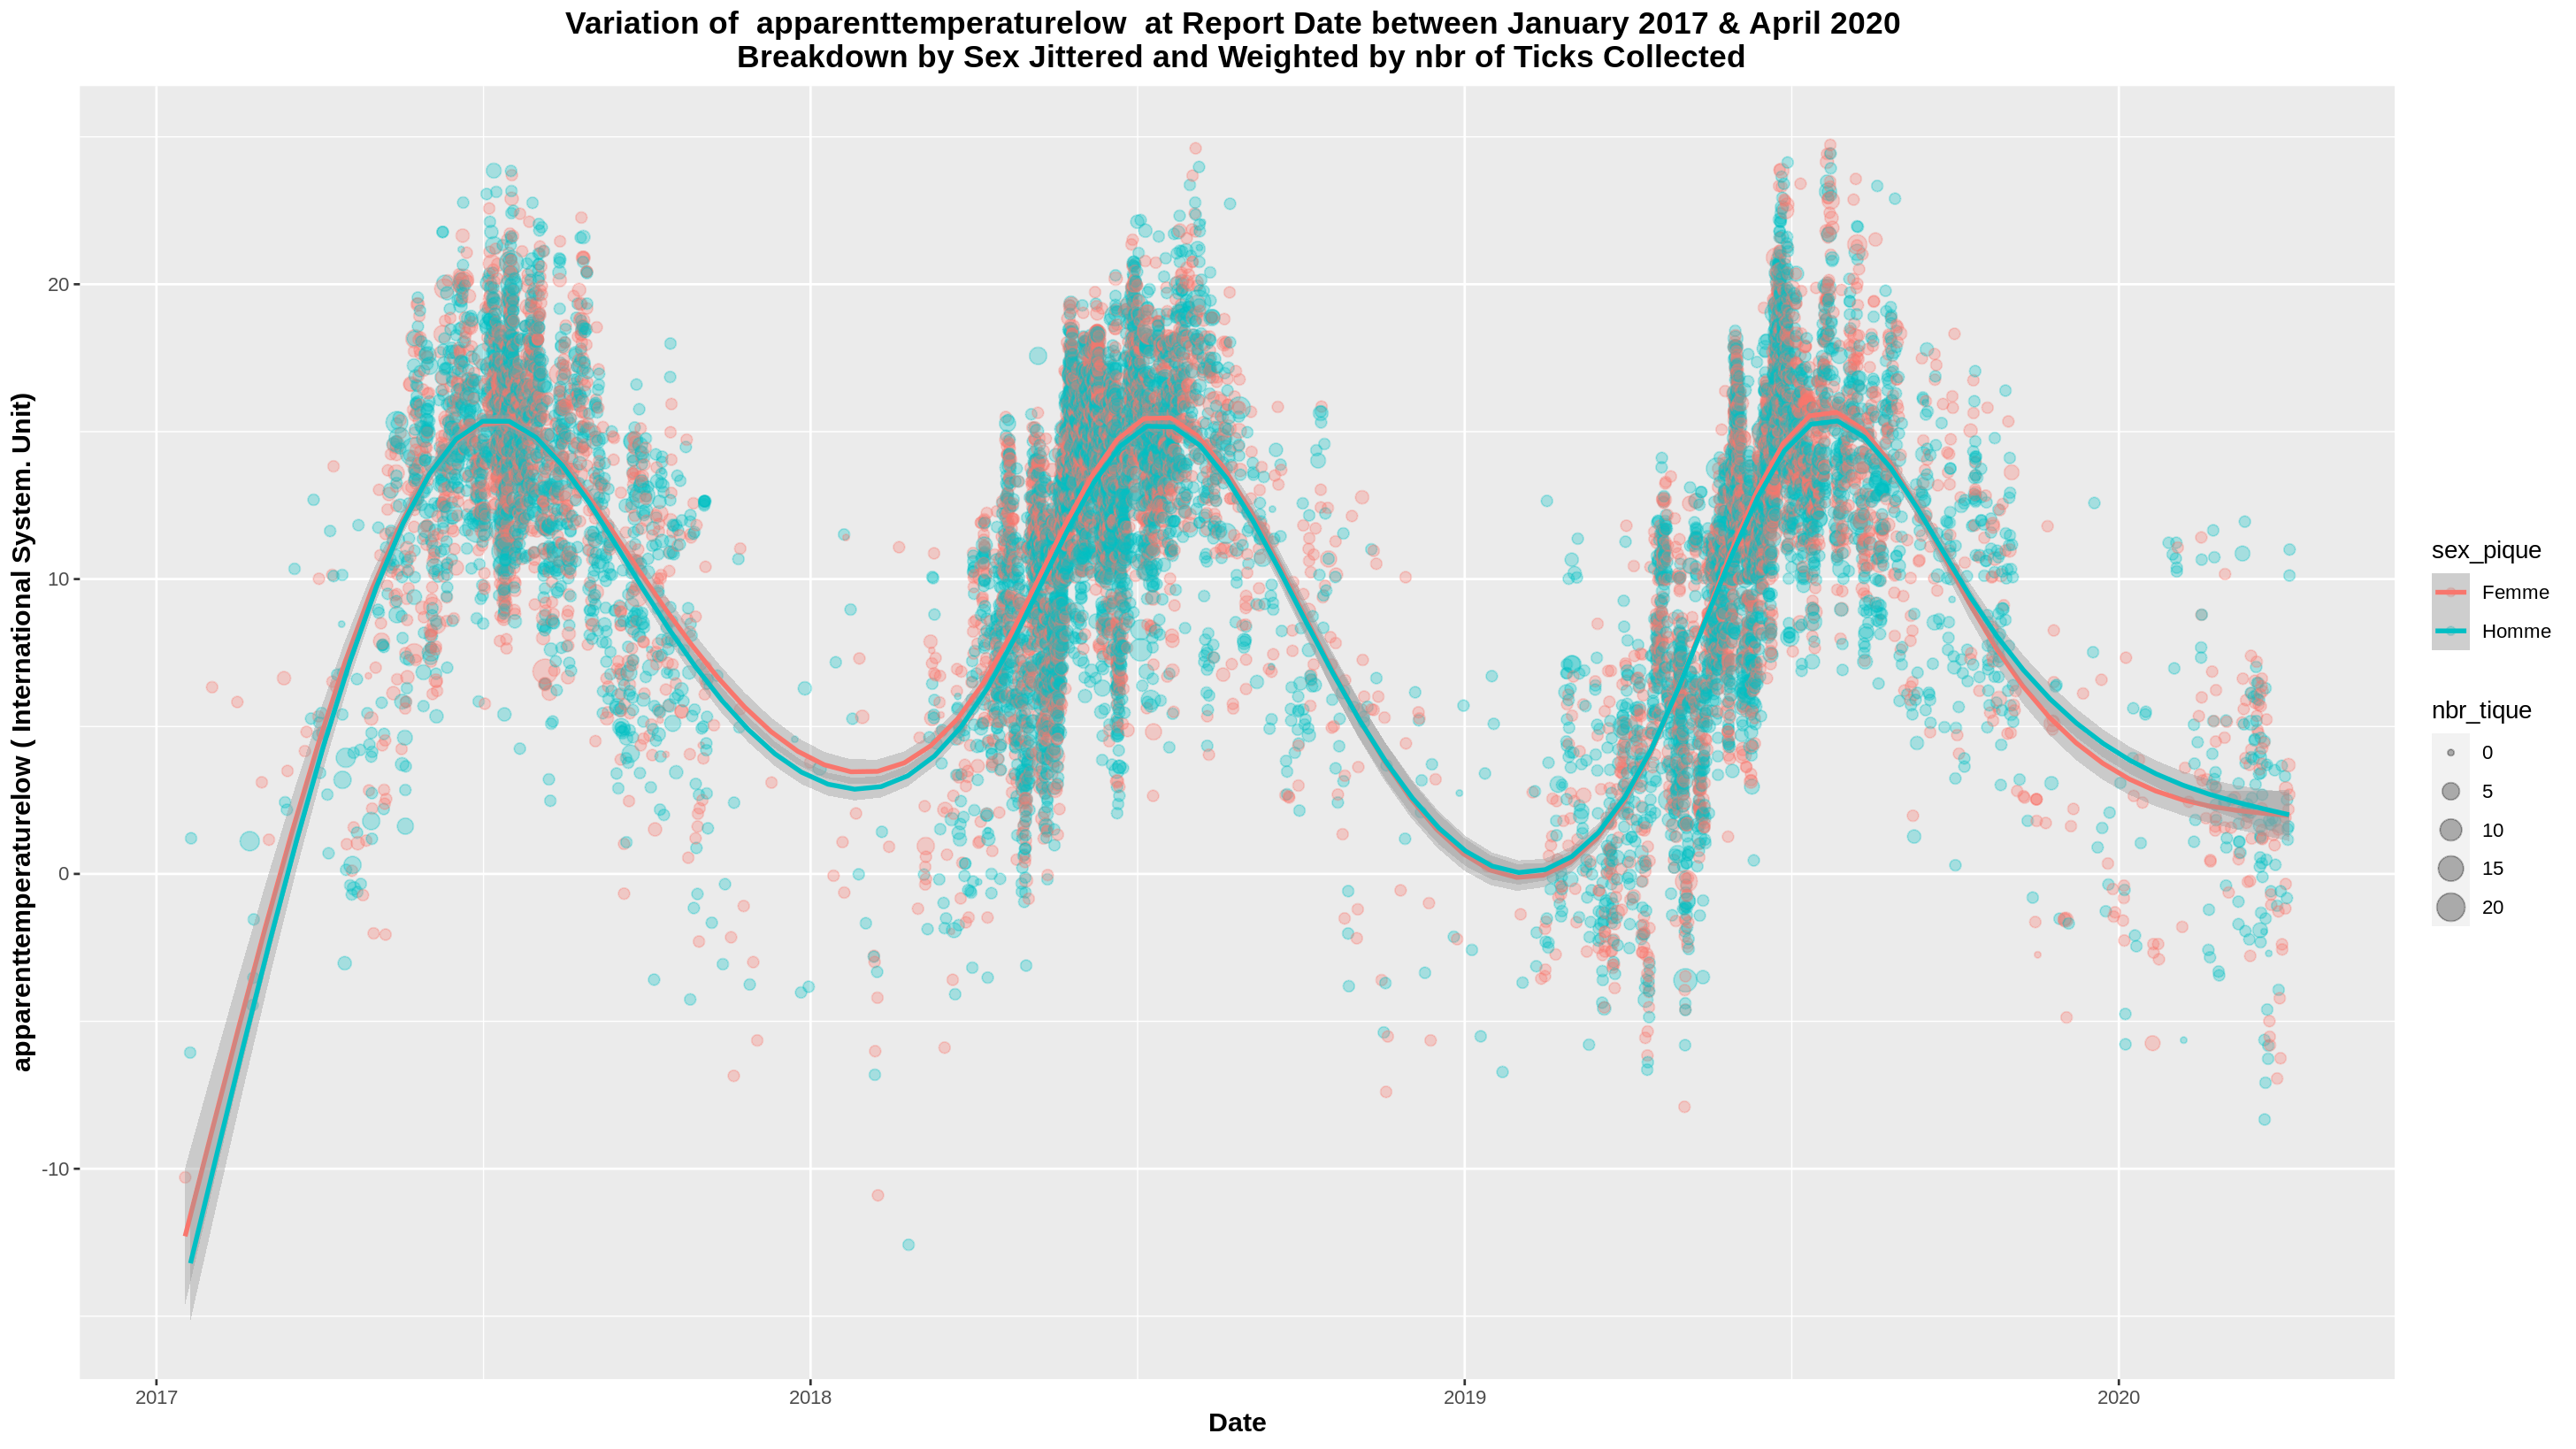 Variation of  apparenttemperaturelow  at Report Date between January 2017 & April 2020
Breakdown by Sex Jittered and Weighted by nbr of Ticks Collected
apparenttemperaturelow ( International System. Unit)
20
10
0
-10
2017
2018
2019
2020
Date
sex_pique
Femme
Homme
nbr_tique
0
5
10
15
20